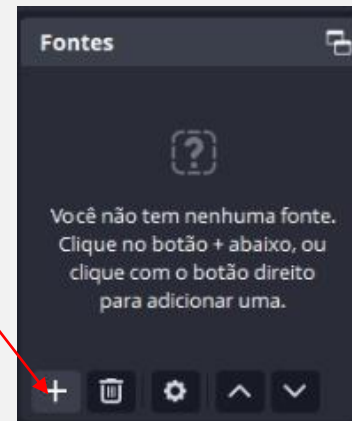 Fontes
Você não tem nenhuma fonte.
Clique no botão + abaixo, ou
clique com o botão direito
para adicionar uma.